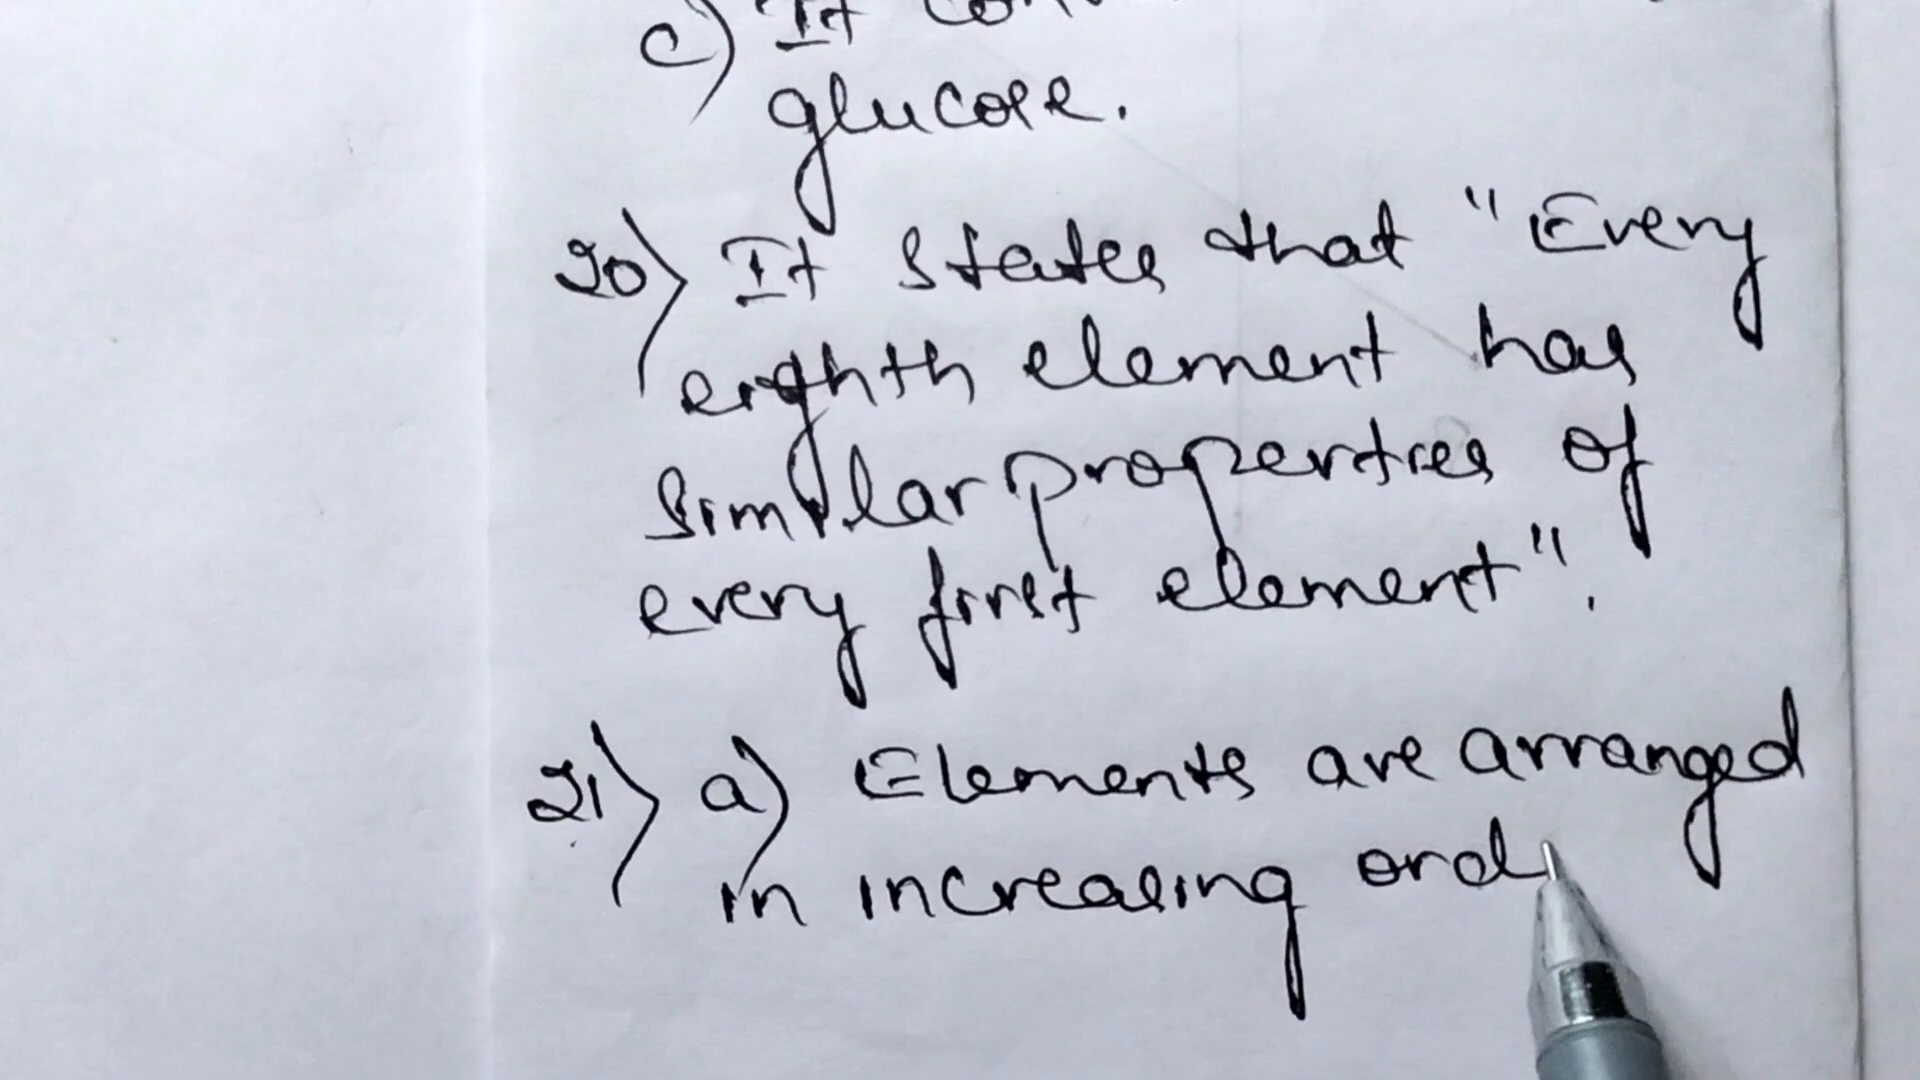 c) It
glucose.
20) It states that "Every
eighth element has
similar properties of
every first element".
21) a) Elements are arranged
in increasing ord